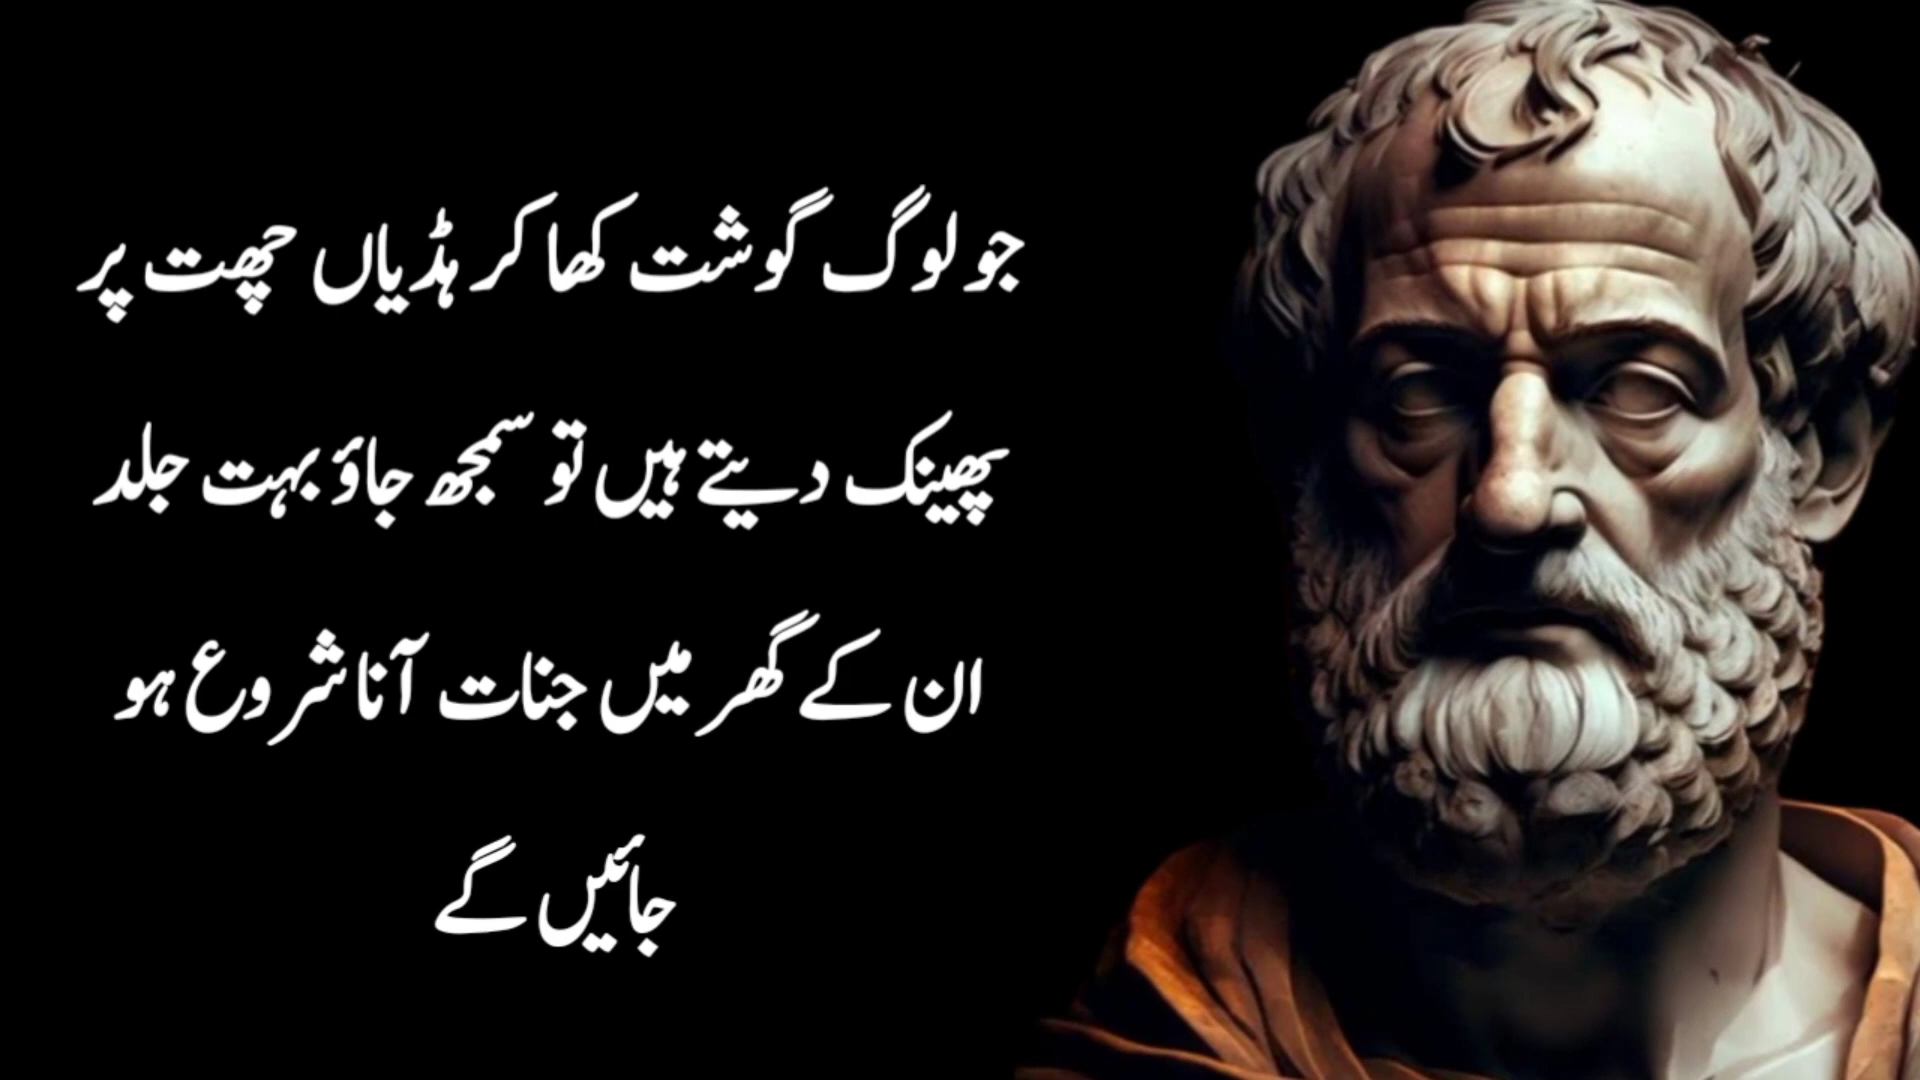 جو لوگ گوشت کھا کر ہڈیاں چھت پر
پھینک دیتے ہیں تو سمجھ جاؤ بہت جلد
ان کے گھر میں جنات آنا شروع ہو
جائیں گے